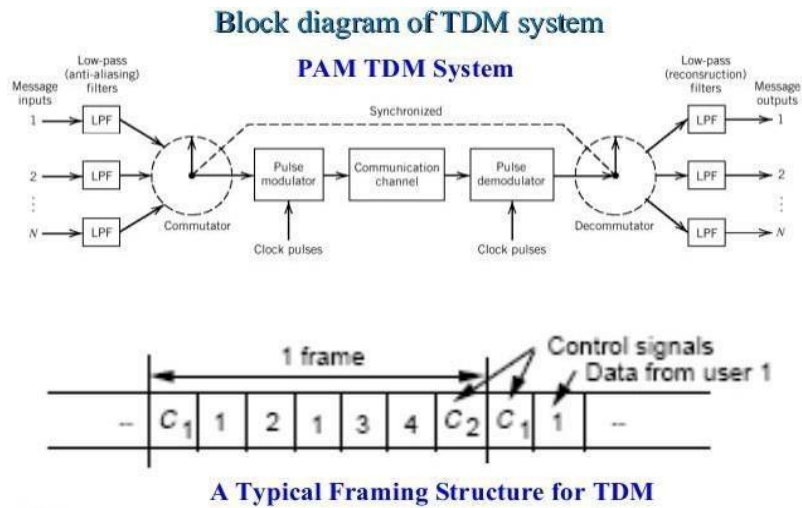 Block diagram of TDM system
PAM TDM System
Low-pass
(anti-aliasing)
filters
Message
inputs
Synchronized
Low-pass
(reconsruction)
filters
Message
outputs
1 LPF LPF 1
2 LPF Pulse modulator Communication channel Pulse demodulator LPF 2
⋮ ⋮
N LPF Commutator Decommutator LPF N
Clock pulses Clock pulses
1 frame
Control signals
Data from user 1
-- C1 1 2 1 3 4 C2 C1 1 --
A Typical Framing Structure for TDM